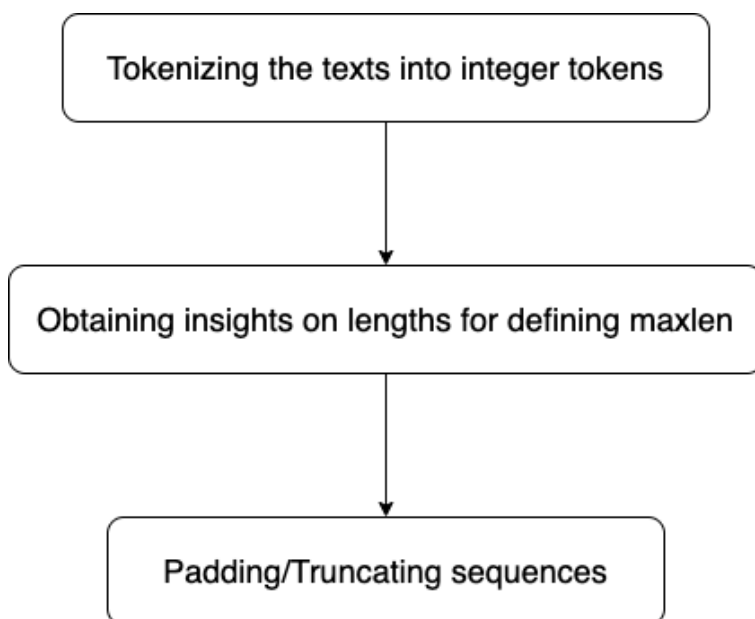 Tokenizing the texts into integer tokens
Obtaining insights on lengths for defining maxlen
Padding/Truncating sequences